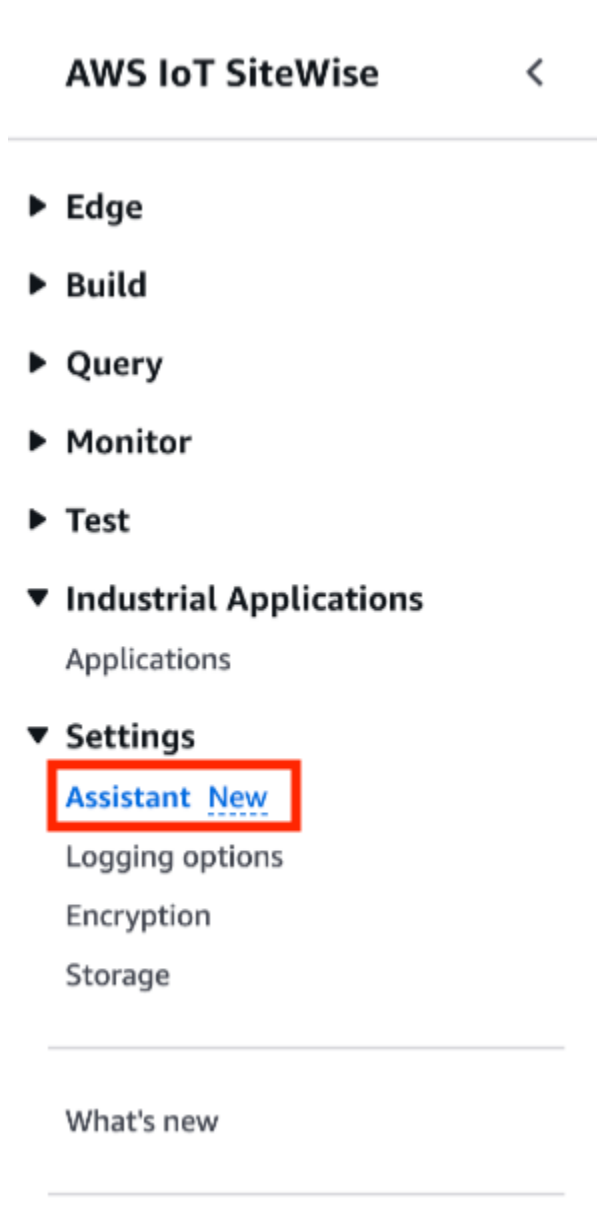 AWS IoT SiteWise
Edge
Build
Query
Monitor
Test
Industrial Applications
Applications
Settings
Assistant New
Logging options
Encryption
Storage
What's new